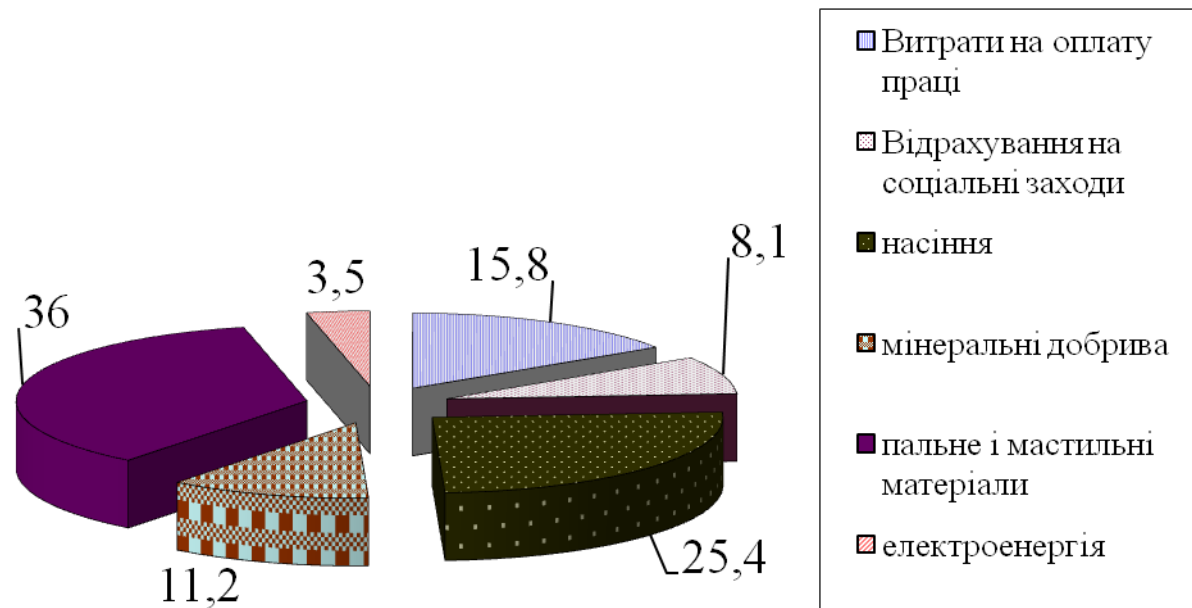 Витрати на оплату
праці
Відрахування на
соціальні заходи
насіння
мінеральні добрива
пальне і мастильні
матеріали
електроенергія
36
3,5
15,8
8,1
25,4
11,2